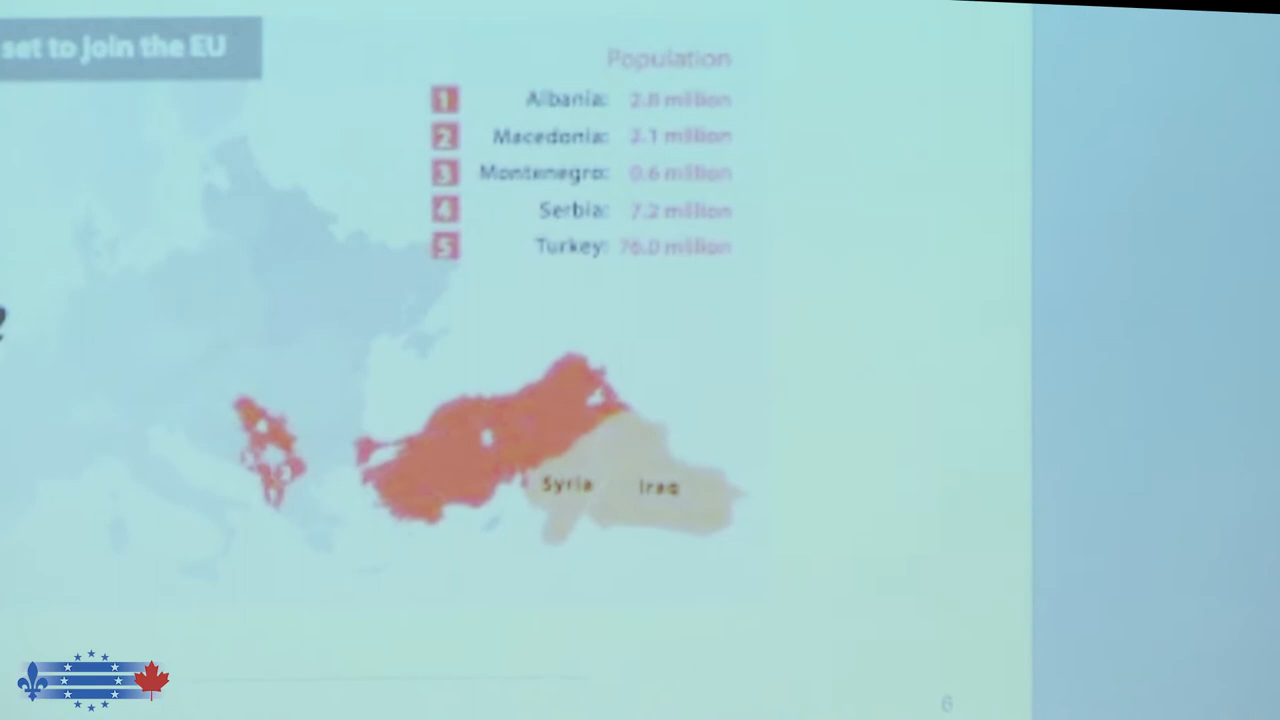 set to join the EU
Population
1 Albania: 2.8 million
2 Macedonia: 2.1 million
3 Montenegro: 0.6 million
4 Serbia: 7.2 million
5 Turkey: 76.0 million
Syria Iraq
6